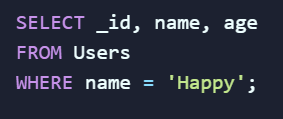 SELECT _id, name, age
FROM Users
WHERE name = 'Happy';